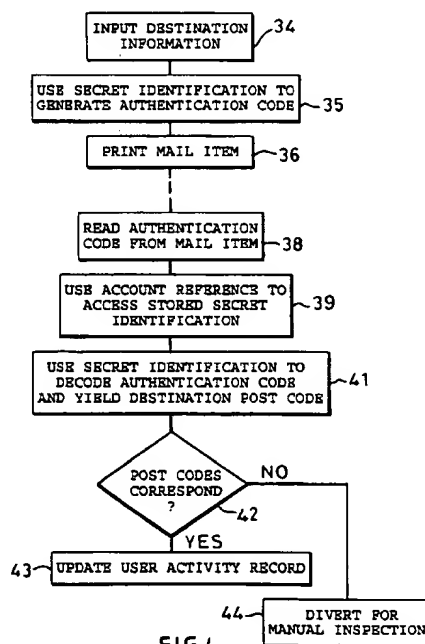 INPUT DESTINATION
INFORMATION
34
USE SECRET IDENTIFICATION TO
GENERATE AUTHENTICATION CODE
35
PRINT MAIL ITEM
36
READ AUTHENTICATION
CODE FROM MAIL ITEM
38
USE ACCOUNT REFERENCE TO
ACCESS STORED SECRET
IDENTIFICATION
39
USE SECRET IDENTIFICATION TO
DECODE AUTHENTICATION CODE
AND YIELD DESTINATION POST CODE
41
POST CODES
CORRESPOND
?
42
NO
YES
43
UPDATE USER ACTIVITY RECORD
44
DIVERT FOR
MANUAL INSPECTION